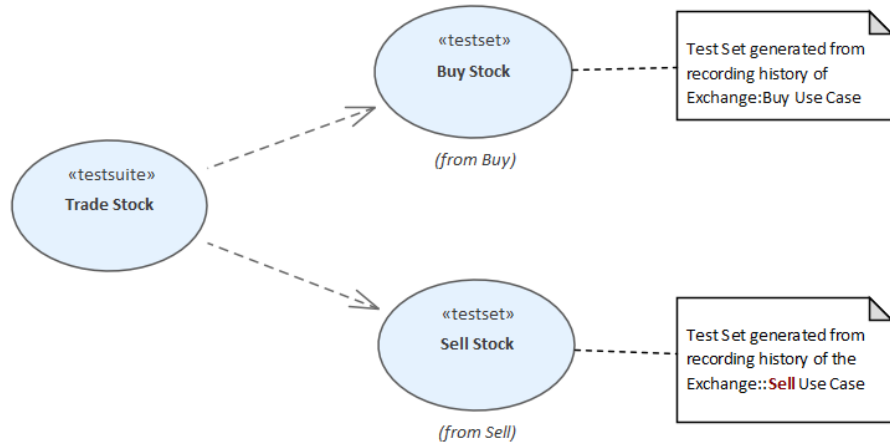 «testset»
Buy Stock
(from Buy)
Test Set generated from
recording history of
Exchange:Buy Use Case
«testsuite»
Trade Stock
«testset»
Sell Stock
(from Sell)
Test Set generated from
recording history of the
Exchange::Sell Use Case